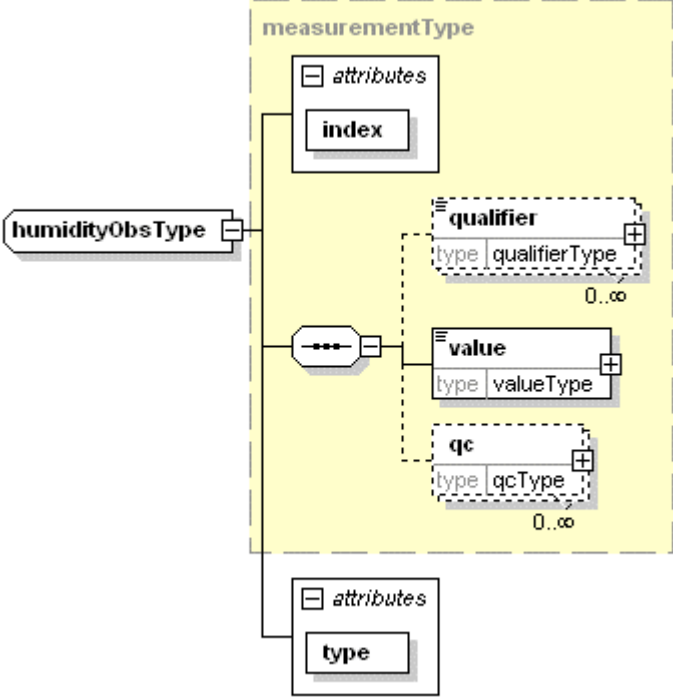 measurementType
attributes
index
humidityObsType
qualifier
type qualifierType
0..∞
value
type valueType
qc
type qcType
0..∞
attributes
type